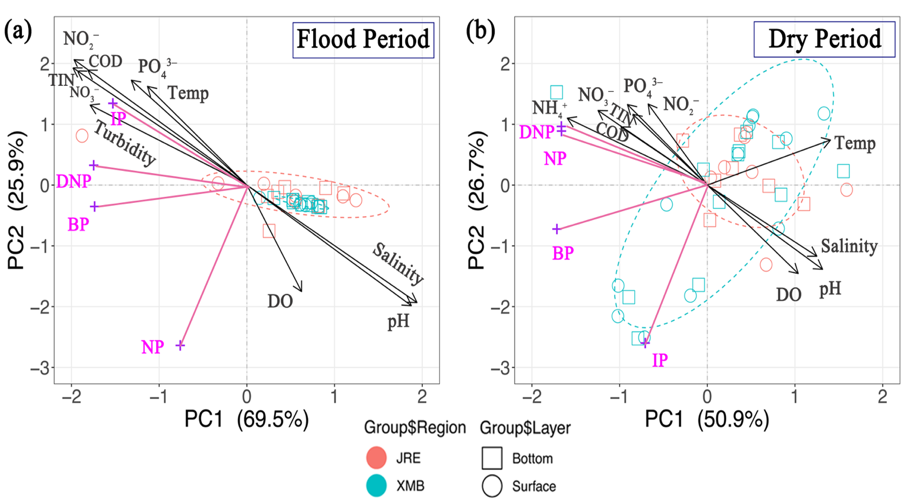 (a)
Flood Period
NO₂⁻
COD
TIN
NO₃⁻
PO₄³⁻
Temp
IP
Turbidity
DNP
BP
NP
DO
Salinity
pH
2
1
0
−1
−2
−3
PC2 (25.9%)
−2 −1 0 1 2
PC1 (69.5%)
(b)
Dry Period
NH₄⁺
NO₃⁻
TIN
COD
PO₄³⁻
NO₂⁻
DNP
NP
BP
IP
Temp
Salinity
pH
DO
2
1
0
−1
−2
−3
PC2 (26.7%)
−2 −1 0 1 2
PC1 (50.9%)
Group$Region
JRE
XMB
Group$Layer
Bottom
Surface